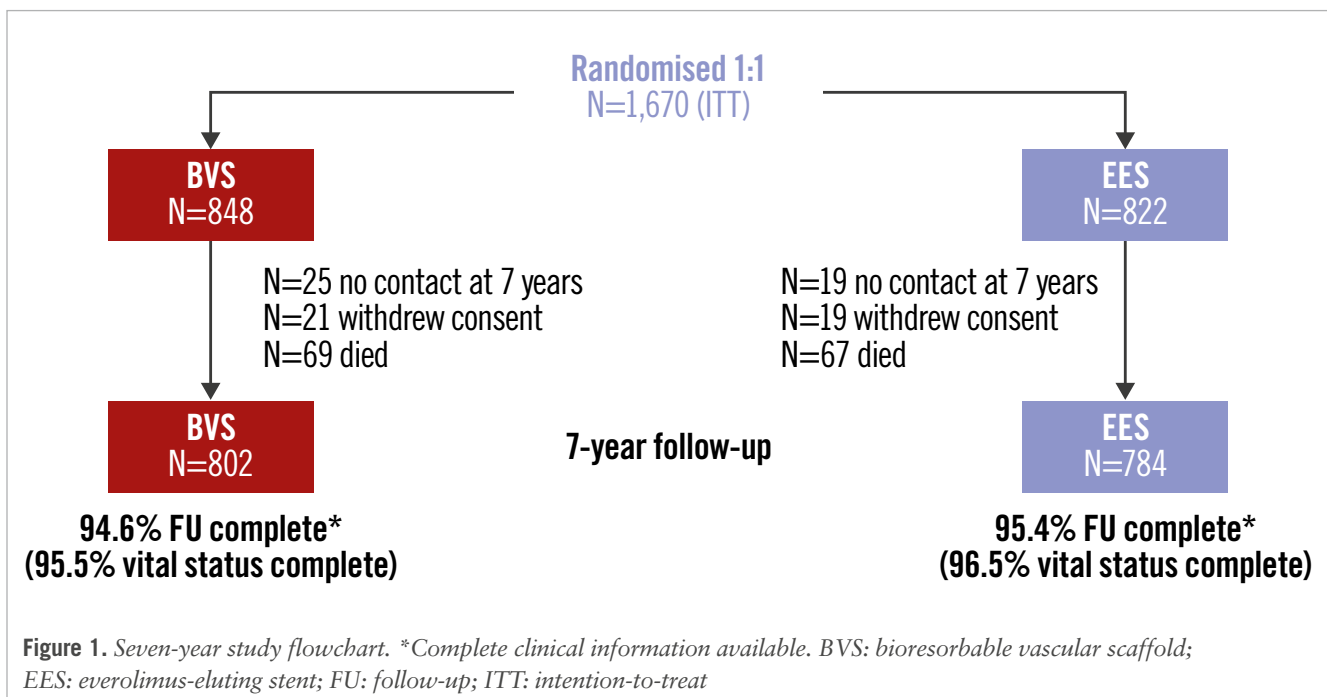 Randomised 1:1
N=1,670 (ITT)
BVS
N=848
EES
N=822
N=25 no contact at 7 years
N=21 withdrew consent
N=69 died
N=19 no contact at 7 years
N=19 withdrew consent
N=67 died
BVS
N=802
7-year follow-up
EES
N=784
94.6% FU complete*
(95.5% vital status complete)
95.4% FU complete*
(96.5% vital status complete)
Figure 1. Seven-year study flowchart. *Complete clinical information available. BVS: bioresorbable vascular scaffold;
EES: everolimus-eluting stent; FU: follow-up; ITT: intention-to-treat